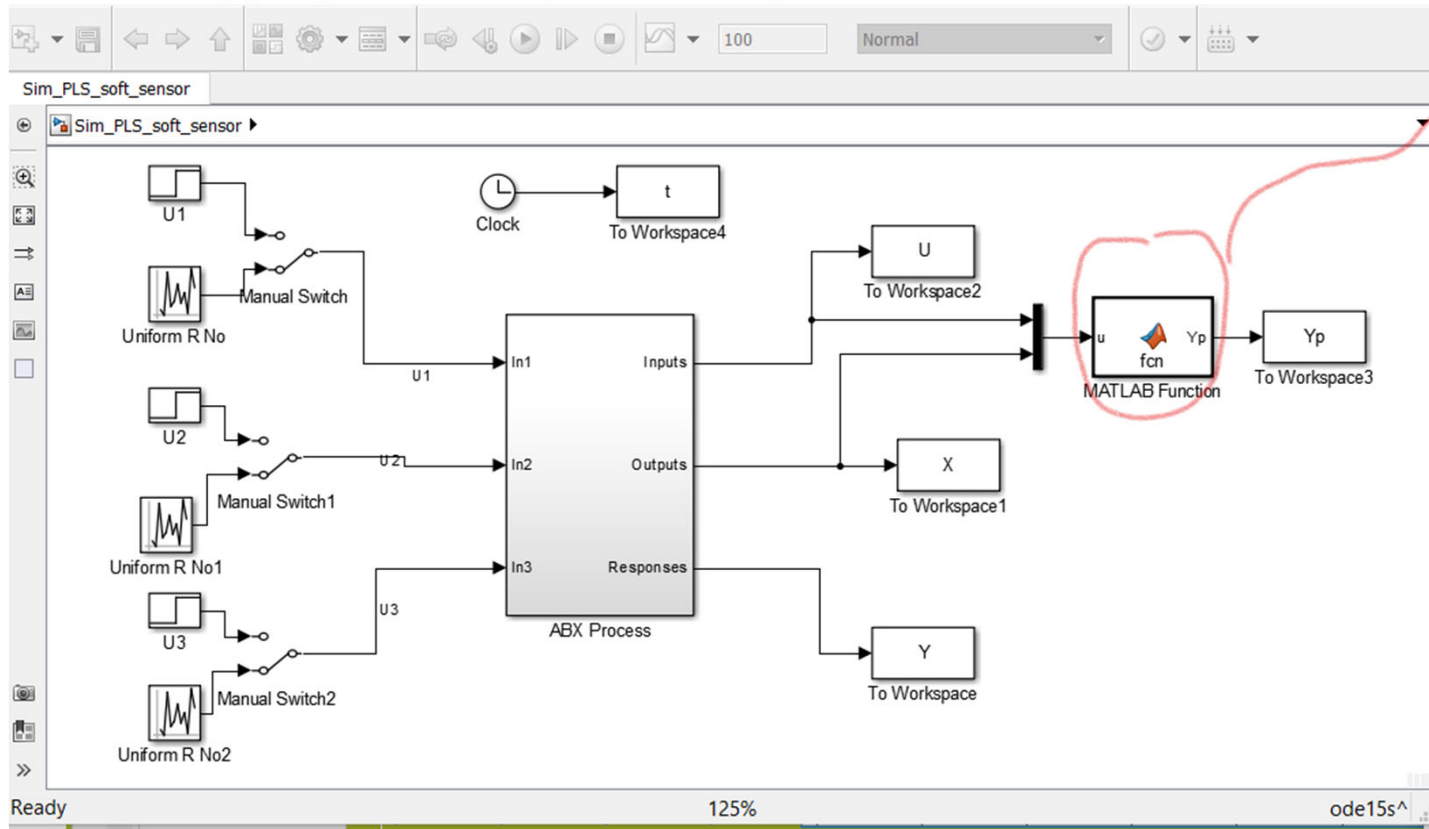 100
Normal
Sim_PLS_soft_sensor
Sim_PLS_soft_sensor
U1
Manual Switch
Uniform R No
U1
Clock
t
To Workspace4
U
To Workspace2
u
fcn
Yp
MATLAB Function
Yp
To Workspace3
In1
Inputs
U2
Manual Switch1
Uniform R No1
U2
In2
Outputs
X
To Workspace1
U3
Manual Switch2
Uniform R No2
U3
In3
Responses
ABX Process
Y
To Workspace
Ready
125%
ode15s^